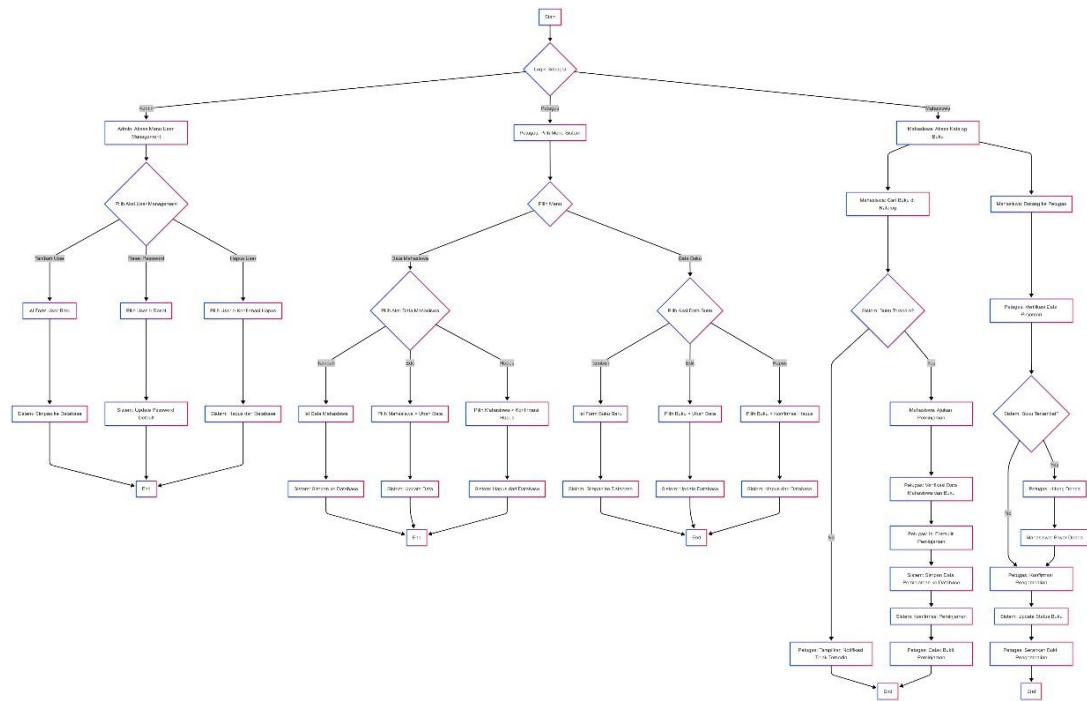 Start
Login Sebagai
Admin
Petugas
Mahasiswa
Admin: Akses Menu User
Management
Petugas: Pilih Menu Sistem
Mahasiswa: Akses Katalog
Buku
Pilih Aksi User Management
Pilih Menu
Mahasiswa: Cari Buku di
Katalog
Mahasiswa: Datang ke Petugas
Tambah User
Reset Password
Hapus User
Data Mahasiswa
Data Buku
Isi Form User Baru
Pilih User > Reset
Pilih User > Konfirmasi Hapus
Pilih Aksi Data Mahasiswa
Pilih Aksi Data Buku
Sistem: Buku Tersedia?
Petugas: Verifikasi Data
Pinjaman
Tambah
Edit
Hapus
Tambah
Edit
Hapus
No
Yes
Sistem: Simpan ke Database
Sistem: Update Password
Default
Sistem: Hapus dari Database
Isi Data Mahasiswa
Pilih Mahasiswa > Ubah Data
Pilih Mahasiswa > Konfirmasi
Hapus
Isi Form Buku Baru
Pilih Buku > Ubah Data
Pilih Buku > Konfirmasi Hapus
Mahasiswa: Ajukan
Peminjaman
Sistem: Buku Terlambat?
End
Sistem: Simpan ke Database
Sistem: Update Data
Sistem: Hapus dari Database
Sistem: Simpan ke Database
Sistem: Update Database
Sistem: Hapus dari Database
Petugas: Verifikasi Data
Mahasiswa dan Buku
Yes
Petugas: Hitung Denda
No
End
End
Petugas: Isi Formulir
Peminjaman
Mahasiswa: Bayar Denda
Sistem: Simpan Data
Peminjaman ke Database
Petugas: Konfirmasi
Pengembalian
Sistem: Konfirmasi Peminjaman
Sistem: Update Status Buku
Petugas: Tampilkan Notifikasi
Tidak Tersedia
Petugas: Cetak Bukti
Peminjaman
Petugas: Serahkan Bukti
Pengembalian
End
End